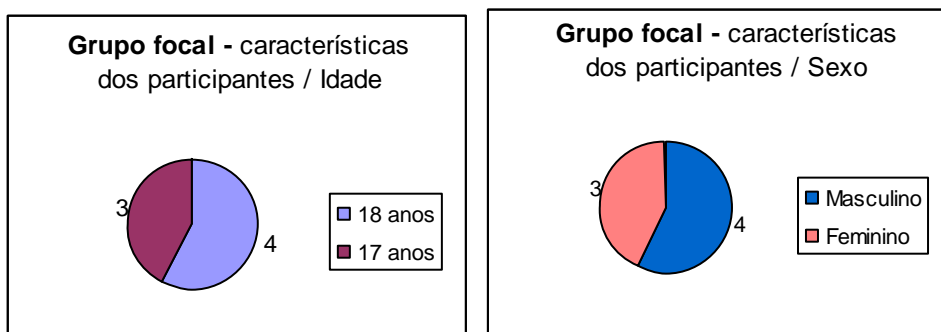 Grupo focal - características
dos participantes / Idade
3
4
18 anos
17 anos
Grupo focal - características
dos participantes / Sexo
3
4
Masculino
Feminino